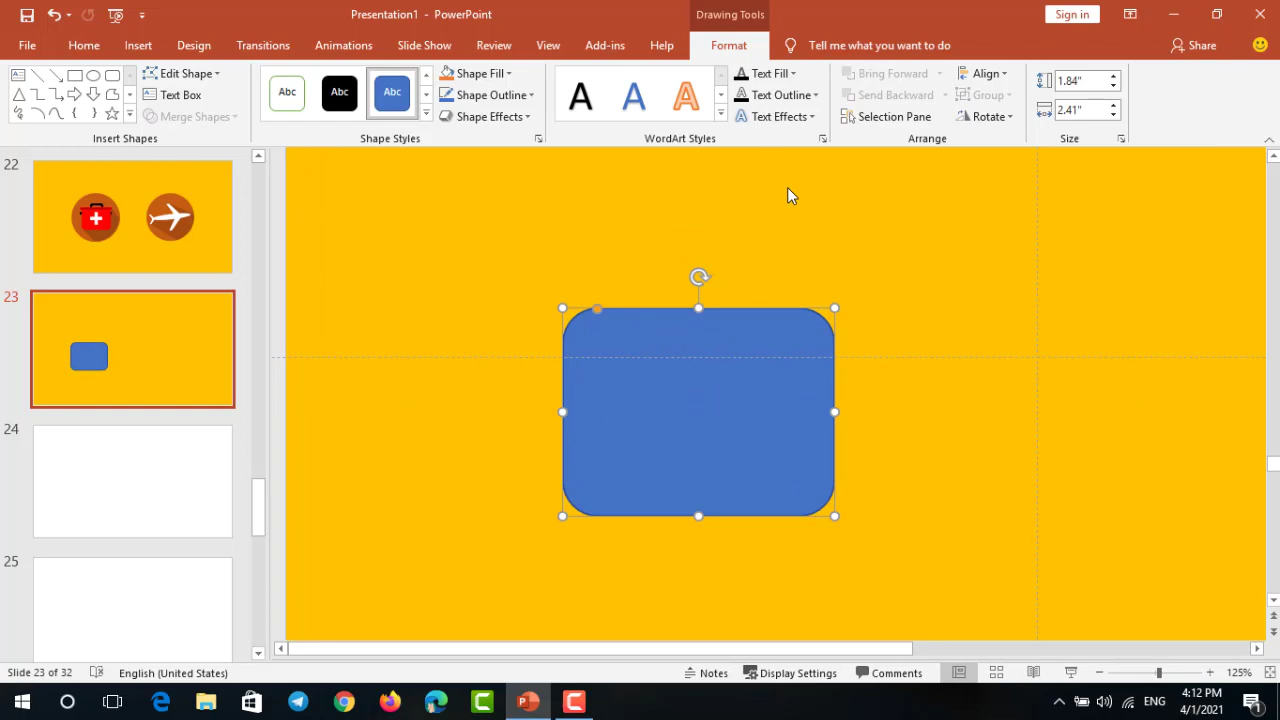 Presentation1 - PowerPoint
Drawing Tools
Sign in
File
Home
Insert
Design
Transitions
Animations
Slide Show
Review
View
Add-ins
Help
Format
Tell me what you want to do
Share
Edit Shape
Text Box
Merge Shapes
Insert Shapes
Abc
Abc
Abc
Shape Fill
Shape Outline
Shape Effects
Shape Styles
A
A
A
Text Fill
Text Outline
Text Effects
WordArt Styles
Bring Forward
Send Backward
Selection Pane
Align
Group
Rotate
Arrange
1.84"
2.41"
Size
22
23
24
25
Slide 23 of 32
English (United States)
Notes
Display Settings
Comments
125%
ENG
4:12 PM
4/1/2021
1